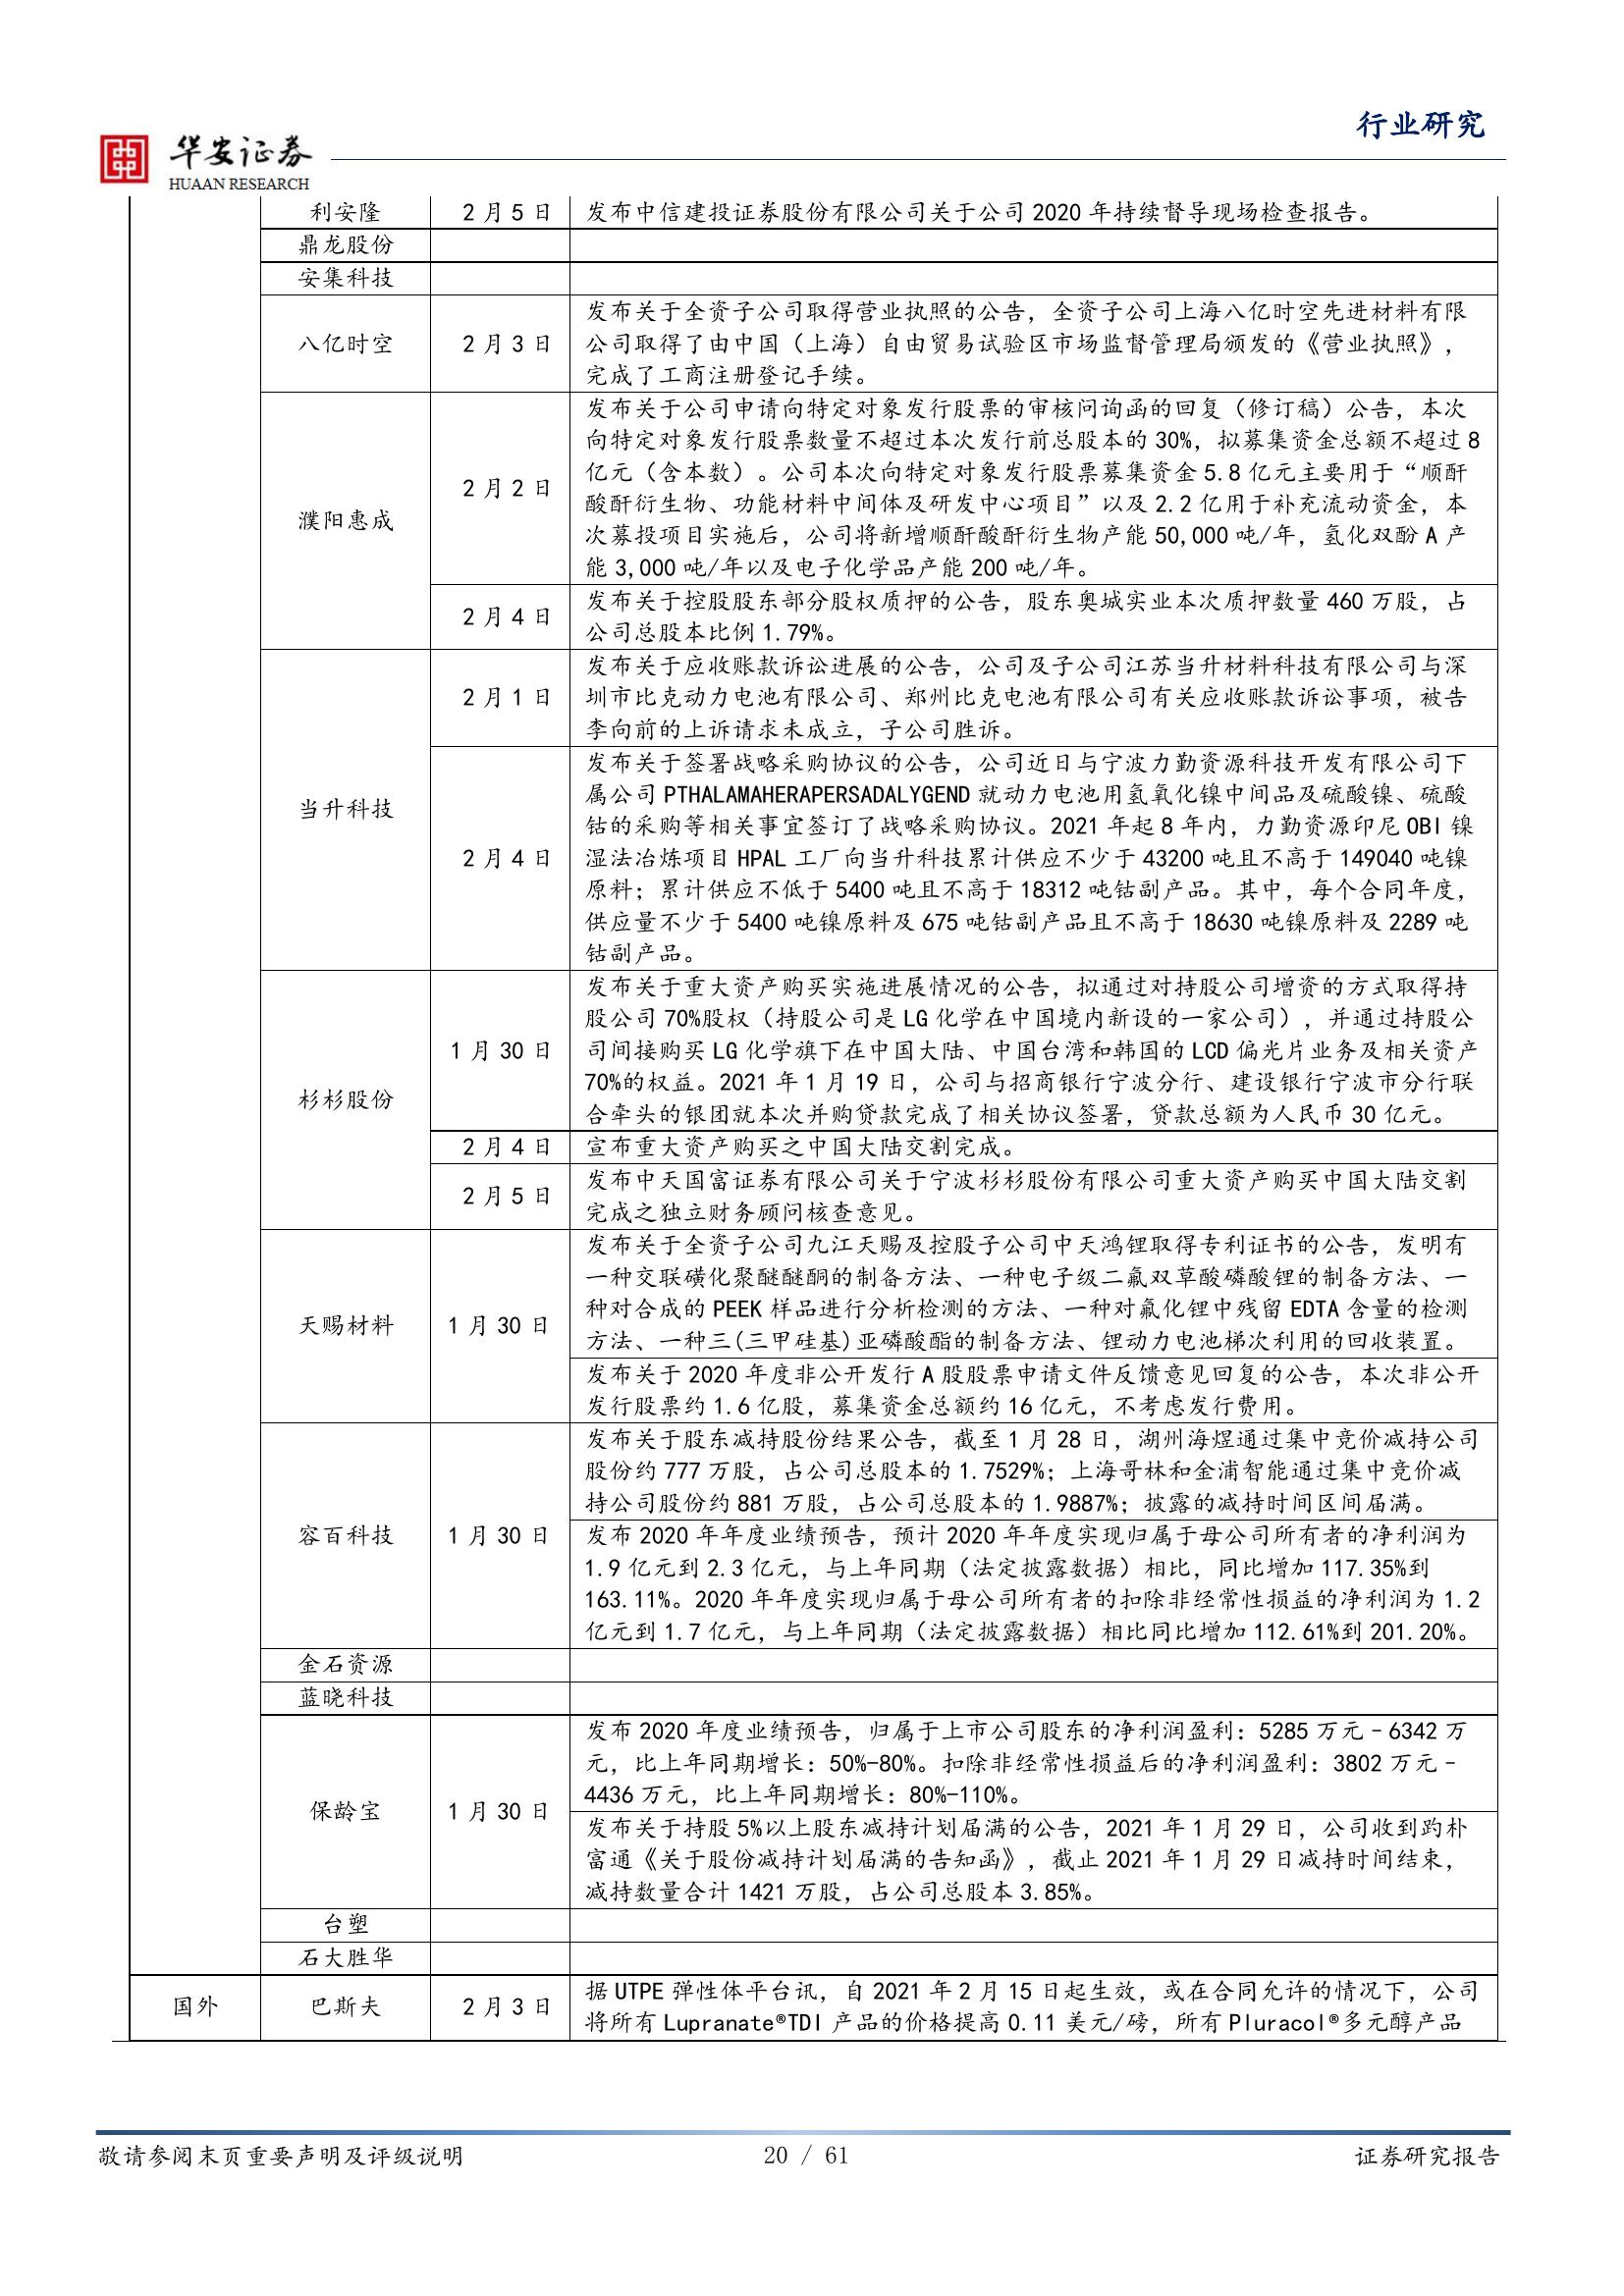 行业研究
华安证券
HUAAN RESEARCH
利安隆 2月5日 发布中信建投证券股份有限公司关于公司2020年持续督导现场检查报告。
鼎龙股份
安集科技
八亿时空 2月3日
发布关于全资子公司取得营业执照的公告，全资子公司上海八亿时空先进材料有限
公司取得了由中国（上海）自由贸易试验区市场监督管理局颁发的《营业执照》，
完成了工商注册登记手续。
濮阳惠成
2月2日
发布关于公司申请向特定对象发行股票的审核问询函的回复（修订稿）公告，本次
向特定对象发行股票数量不超过本次发行前总股本的30%，拟募集资金总额不超过8
亿元（含本数）。公司本次向特定对象发行股票募集资金5.8亿元主要用于“顺酐
酸酐衍生物、功能材料中间体及研发中心项目”以及2.2亿用于补充流动资金，本
次募投项目实施后，公司将新增顺酐酸酐衍生物产能50,000吨/年，氢化双酚A产
能3,000吨/年以及电子化学品产能200吨/年。
2月4日
发布关于控股股东部分股权质押的公告，股东奥城实业本次质押数量460万股，占
公司总股本比例1.79%。
当升科技
2月1日
发布关于应收账款诉讼进展的公告，公司及子公司江苏当升材料科技有限公司与深
圳市比克动力电池有限公司、郑州比克电池有限公司有关应收账款诉讼事项，被告
李向前的上诉请求未成立，子公司胜诉。
2月4日
发布关于签署战略采购协议的公告，公司近日与宁波力勤资源科技开发有限公司下
属公司PTHALAMAHERAPERSADALYGEND就动力电池用氢氧化镍中间品及硫酸镍、硫酸
钴的采购等相关事宜签订了战略采购协议。2021年起8年内，力勤资源印尼OBI镍
湿法冶炼项目HPAL工厂向当升科技累计供应不少于43200吨且不高于149040吨镍
原料；累计供应不低于5400吨且不高于18312吨钴副产品。其中，每个合同年度，
供应量不少于5400吨镍原料及675吨钴副产品且不高于18630吨镍原料及2289吨
钴副产品。
杉杉股份
1月30日
发布关于重大资产购买实施进展情况的公告，拟通过对持股公司增资的方式取得持
股公司70%股权（持股公司是LG化学在中国境内新设的一家公司），并通过持股公
司间接购买LG化学旗下在中国大陆、中国台湾和韩国的LCD偏光片业务及相关资产
70%的权益。2021年1月19日，公司与招商银行宁波分行、建设银行宁波市分行联
合牵头的银团就本次并购贷款完成了相关协议签署，贷款总额为人民币30亿元。
2月4日 宣布重大资产购买之中国大陆交割完成。
2月5日
发布中天国富证券有限公司关于宁波杉杉股份有限公司重大资产购买中国大陆交割
完成之独立财务顾问核查意见。
天赐材料 1月30日
发布关于全资子公司九江天赐及控股子公司中天鸿锂取得专利证书的公告，发明有
一种交联磺化聚醚醚酮的制备方法、一种电子级二氟双草酸磷酸锂的制备方法、一
种对合成的PEEK样品进行分析检测的方法、一种对氟化锂中残留EDTA含量的检测
方法、一种三(三甲硅基)亚磷酸酯的制备方法、锂动力电池梯次利用的回收装置。
发布关于2020年度非公开发行A股股票申请文件反馈意见回复的公告，本次非公开
发行股票约1.6亿股，募集资金总额约16亿元，不考虑发行费用。
容百科技 1月30日
发布关于股东减持股份结果公告，截至1月28日，湖州海煜通过集中竞价减持公司
股份约777万股，占公司总股本的1.7529%；上海哥林和金浦智能通过集中竞价减
持公司股份约881万股，占公司总股本的1.9887%；披露的减持时间区间届满。
发布2020年年度业绩预告，预计2020年年度实现归属于母公司所有者的净利润为
1.9亿元到2.3亿元，与上年同期（法定披露数据）相比，同比增加117.35%到
163.11%。2020年年度实现归属于母公司所有者的扣除非经常性损益的净利润为1.2
亿元到1.7亿元，与上年同期（法定披露数据）相比同比增加112.61%到201.20%。
金石资源
蓝晓科技
保龄宝 1月30日
发布2020年度业绩预告，归属于上市公司股东的净利润盈利：5285万元–6342万
元，比上年同期增长：50%-80%。扣除非经常性损益后的净利润盈利：3802万元–
4436万元，比上年同期增长：80%-110%。
发布关于持股5%以上股东减持计划届满的公告，2021年1月29日，公司收到趵朴
富通《关于股份减持计划届满的告知函》，截止2021年1月29日减持时间结束，
减持数量合计1421万股，占公司总股本3.85%。
台塑
石大胜华
国外 巴斯夫 2月3日
据UTPE弹性体平台讯，自2021年2月15日起生效，或在合同允许的情况下，公司
将所有Lupranate®TDI产品的价格提高0.11美元/磅，所有Pluracol®多元醇产品
敬请参阅末页重要声明及评级说明 20 / 61 证券研究报告